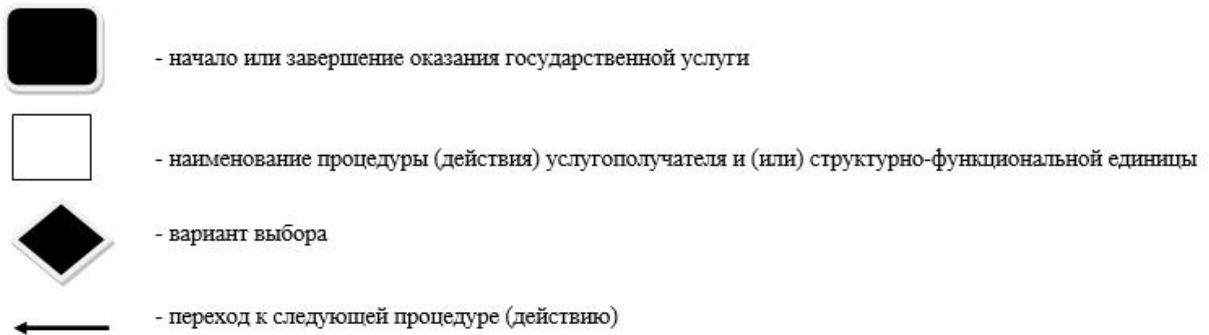 - начало или завершение оказания государственной услуги
- наименование процедуры (действия) услугополучателя и (или) структурно-функциональной единицы
- вариант выбора
- переход к следующей процедуре (действию)